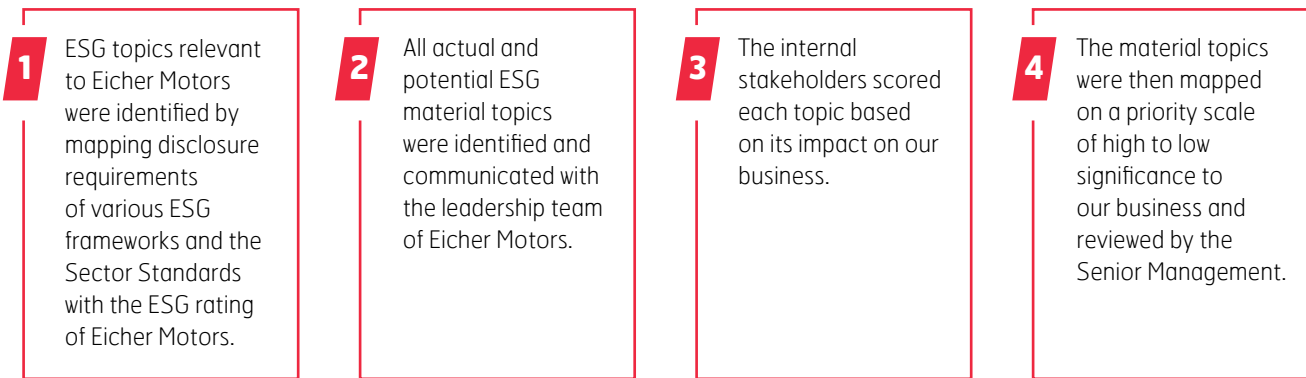 1
ESG topics relevant
to Eicher Motors
were identified by
mapping disclosure
requirements
of various ESG
frameworks and the
Sector Standards
with the ESG rating
of Eicher Motors.
2
All actual and
potential ESG
material topics
were identified and
communicated with
the leadership team
of Eicher Motors.
3
The internal
stakeholders scored
each topic based
on its impact on our
business.
4
The material topics
were then mapped
on a priority scale
of high to low
significance to
our business and
reviewed by the
Senior Management.